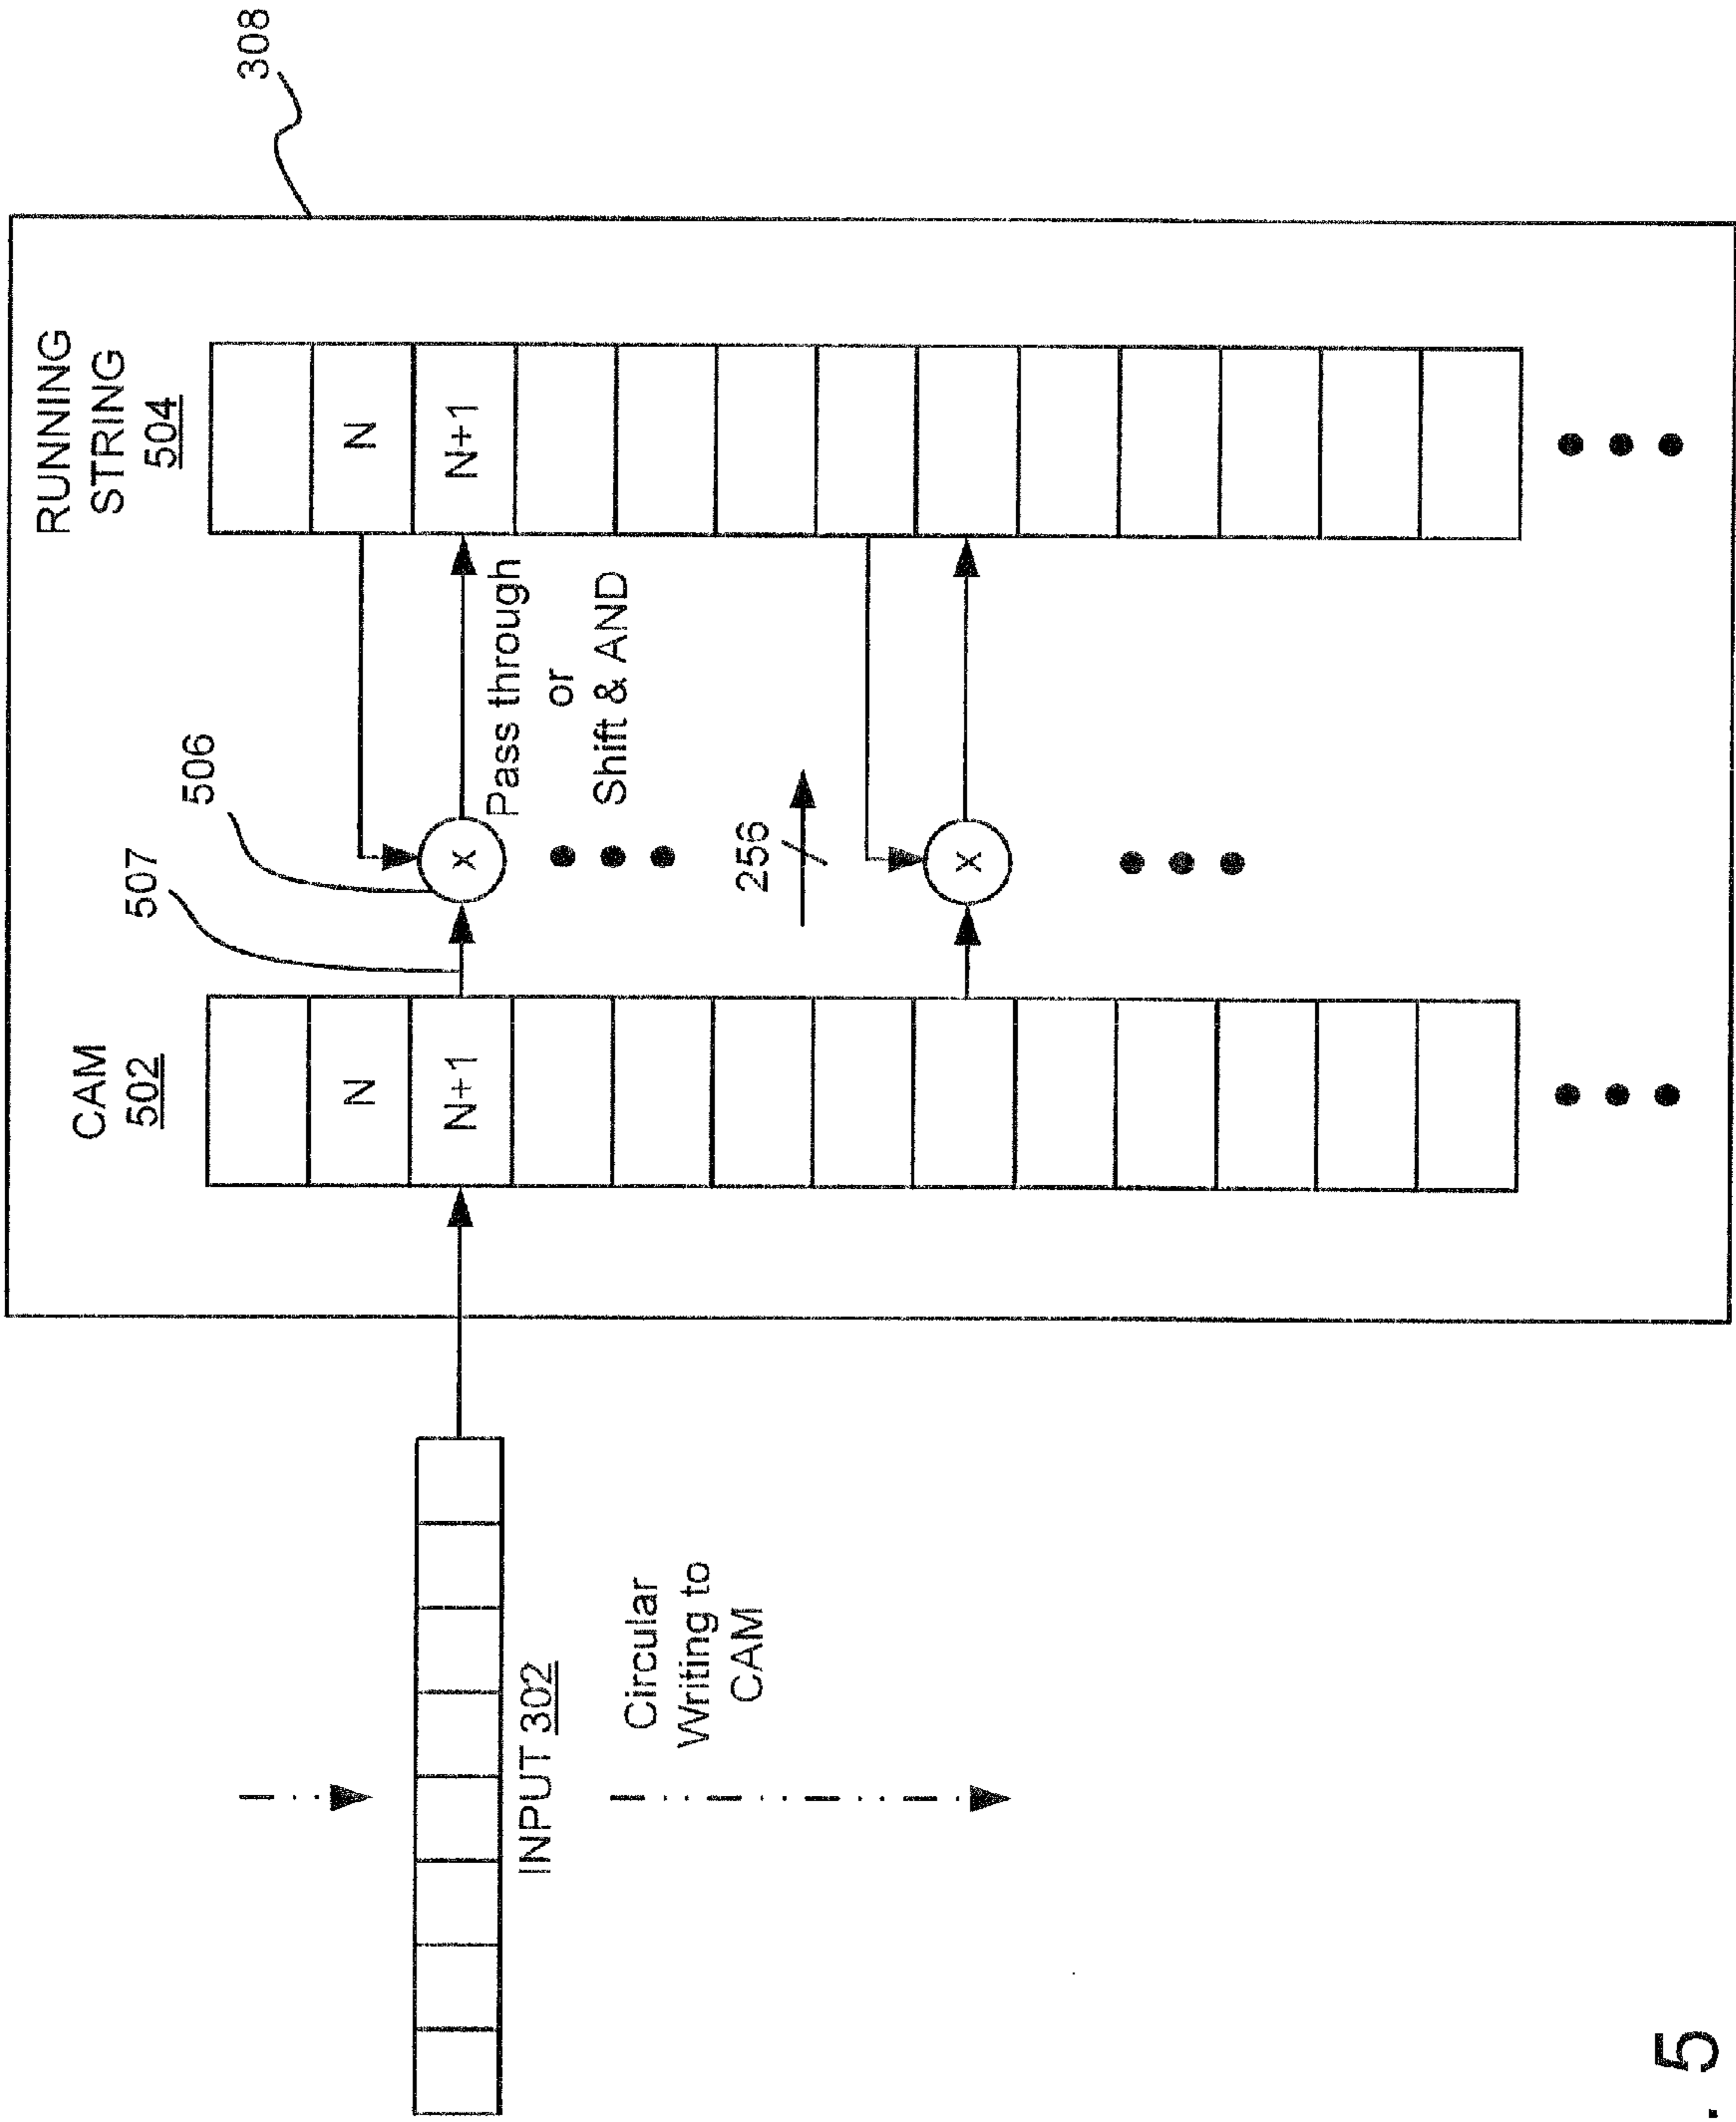 308
RUNNING
STRING
504
CAM
502
N
N+1
N
N+1
507
506
x
Pass through
or
Shift & AND
256
x
INPUT 302
Circular
Writing to
CAM
. 5